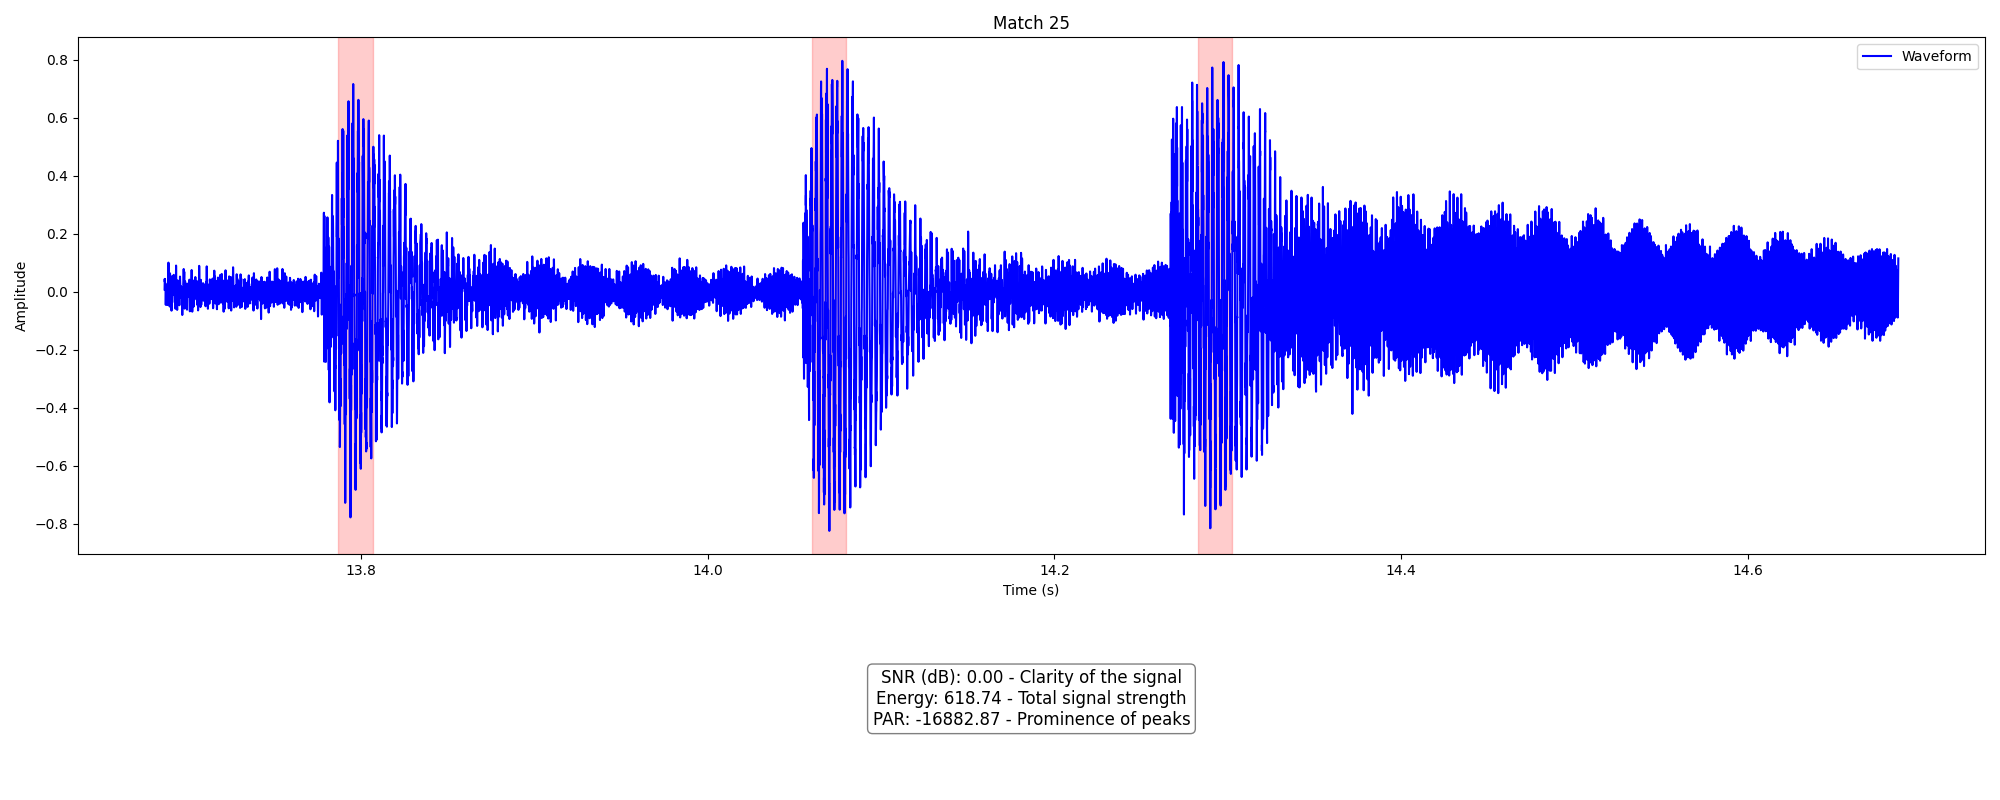 Match 25
Waveform
Amplitude
0.8
0.6
0.4
0.2
0.0
−0.2
−0.4
−0.6
−0.8
13.8 14.0 14.2 14.4 14.6
Time (s)
SNR (dB): 0.00 - Clarity of the signal
Energy: 618.74 - Total signal strength
PAR: -16882.87 - Prominence of peaks